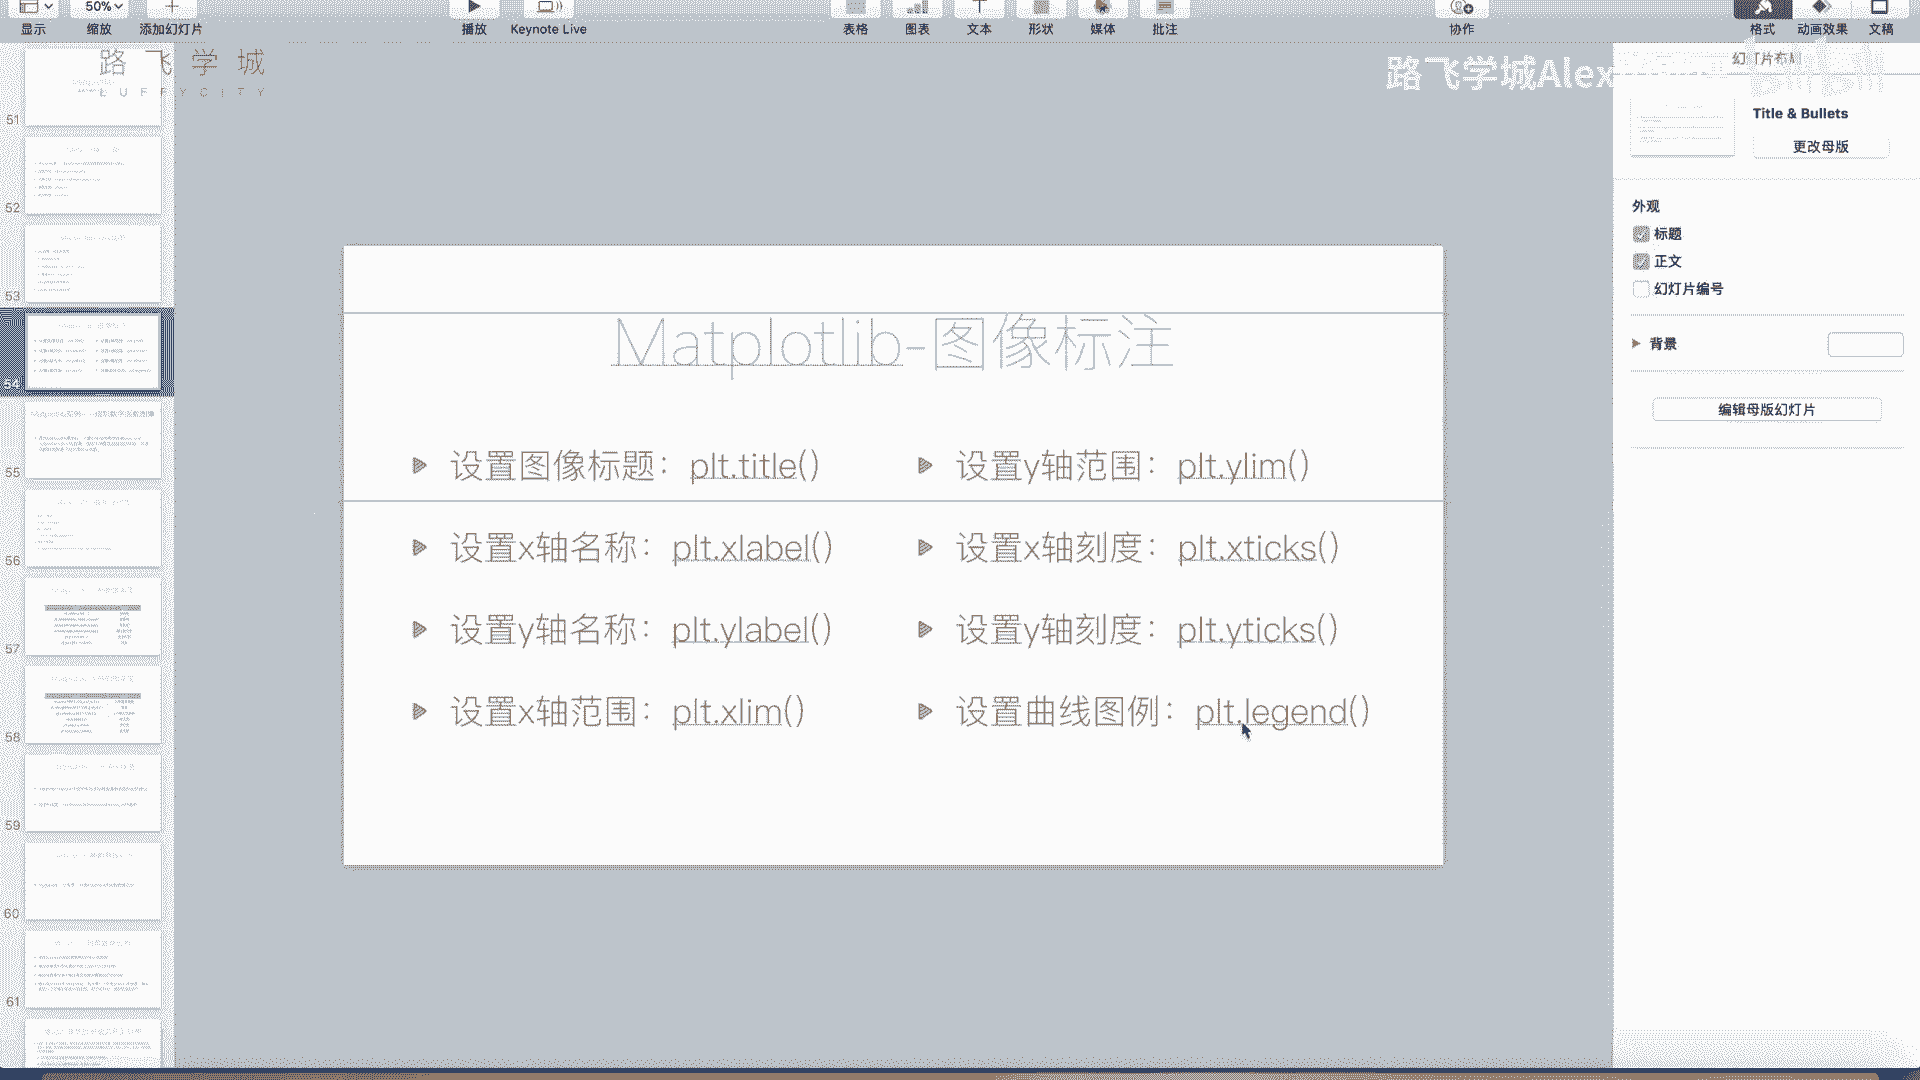 50%
显示
缩放
添加幻灯片
播放
Keynote Live
表格
图表
文本
形状
媒体
批注
协作
格式
动画效果
文稿
路飞学城
LUFFYCITY
路飞学城Alex
幻灯片布局
Title & Bullets
更改母版
外观
标题
正文
幻灯片编号
背景
编辑母版幻灯片
51
52
53
54
55
56
57
58
59
60
61
Matplotlib-图像标注
设置图像标题：plt.title()
设置x轴名称：plt.xlabel()
设置y轴名称：plt.ylabel()
设置x轴范围：plt.xlim()
设置y轴范围：plt.ylim()
设置x轴刻度：plt.xticks()
设置y轴刻度：plt.yticks()
设置曲线图例：plt.legend()